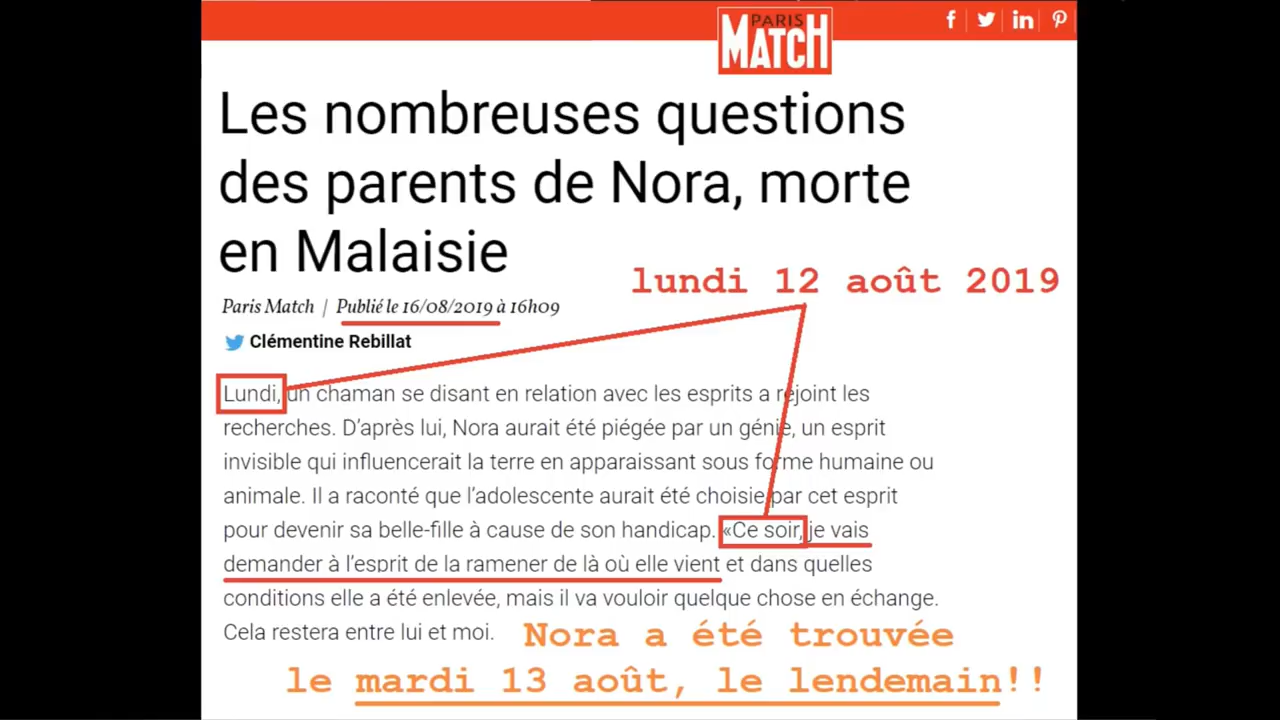 PARIS
MATCH
Les nombreuses questions
des parents de Nora, morte
en Malaisie
lundi 12 août 2019
Paris Match | Publié le 16/08/2019 à 16h09
Clémentine Rebillat
Lundi, un chaman se disant en relation avec les esprits a rejoint les
recherches. D’après lui, Nora aurait été piégée par un génie, un esprit
invisible qui influencerait la terre en apparaissant sous forme humaine ou
animale. Il a raconté que l’adolescente aurait été choisie par cet esprit
pour devenir sa belle-fille à cause de son handicap. «Ce soir, je vais
demander à l’esprit de la ramener de là où elle vient et dans quelles
conditions elle a été enlevée, mais il va vouloir quelque chose en échange.
Cela restera entre lui et moi.
Nora a été trouvée
le mardi 13 août, le lendemain!!